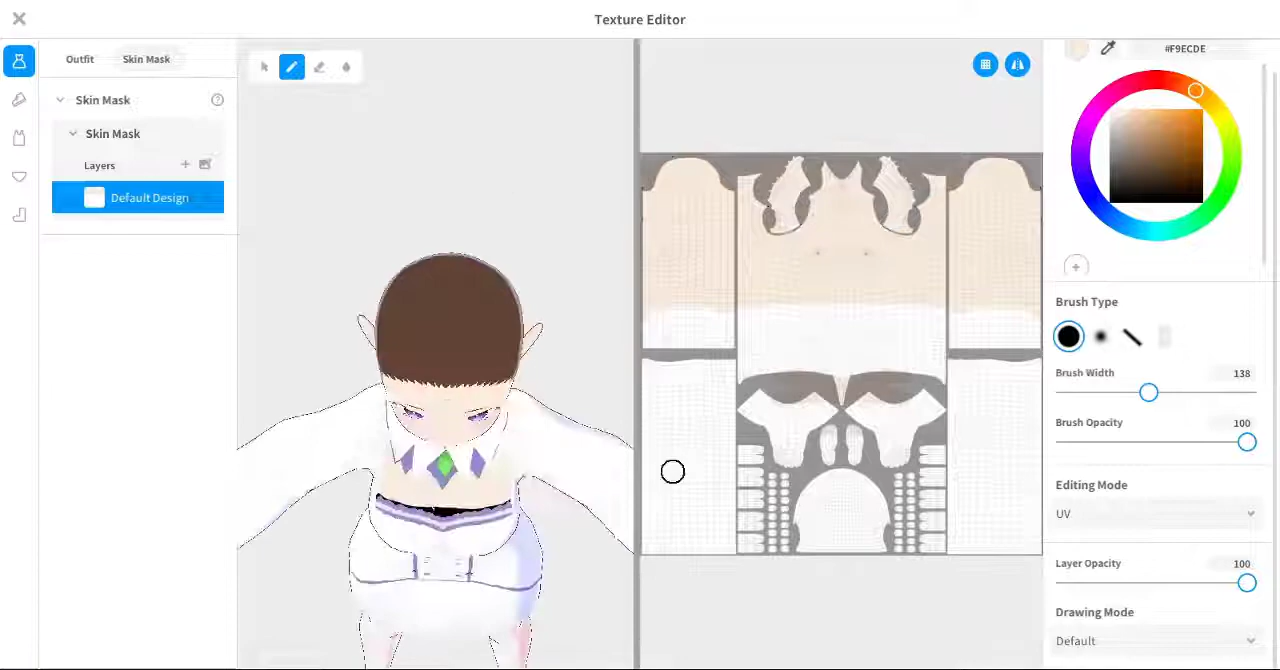 Texture Editor
Outfit
Skin Mask
#F9ECDE
Skin Mask
Skin Mask
Layers
Default Design
Brush Type
Brush Width
138
Brush Opacity
100
Editing Mode
UV
Layer Opacity
100
Drawing Mode
Default